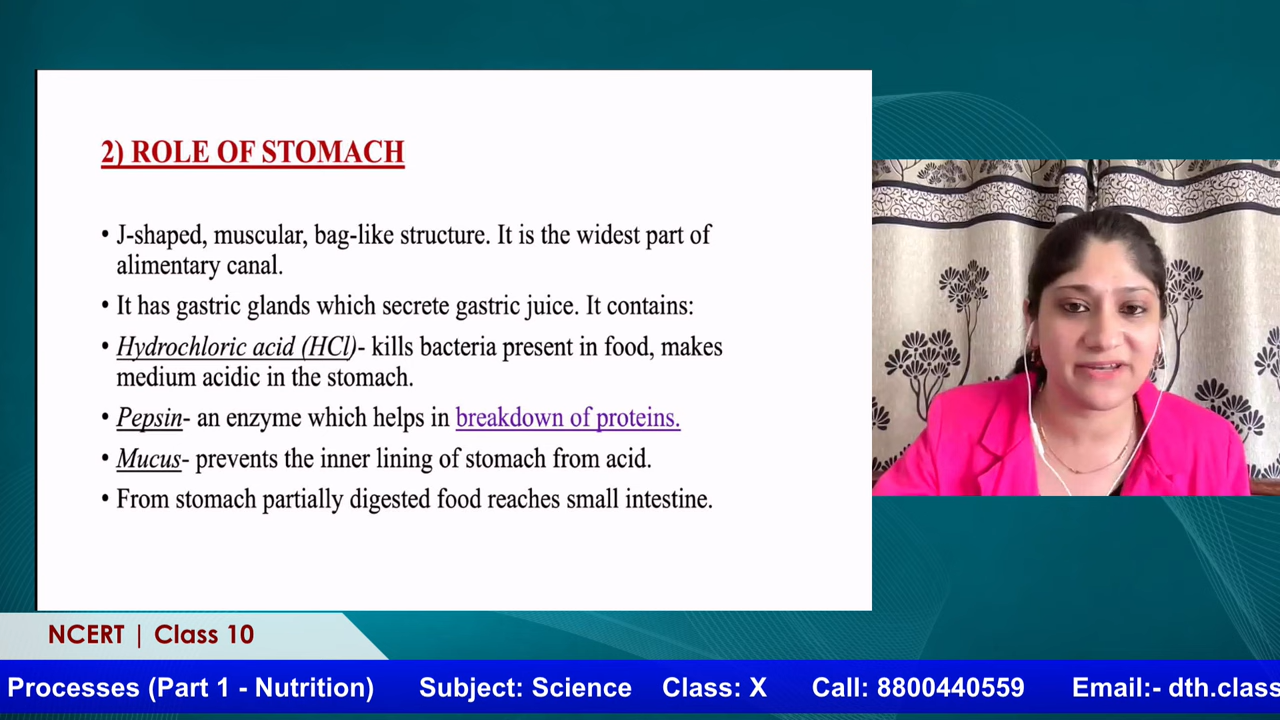 2) ROLE OF STOMACH
• J-shaped, muscular, bag-like structure. It is the widest part of
alimentary canal.
• It has gastric glands which secrete gastric juice. It contains:
• Hydrochloric acid (HCl)- kills bacteria present in food, makes
medium acidic in the stomach.
• Pepsin- an enzyme which helps in breakdown of proteins.
• Mucus- prevents the inner lining of stomach from acid.
• From stomach partially digested food reaches small intestine.
NCERT | Class 10
Processes (Part 1 - Nutrition) Subject: Science Class: X Call: 8800440559 Email:- dth.class